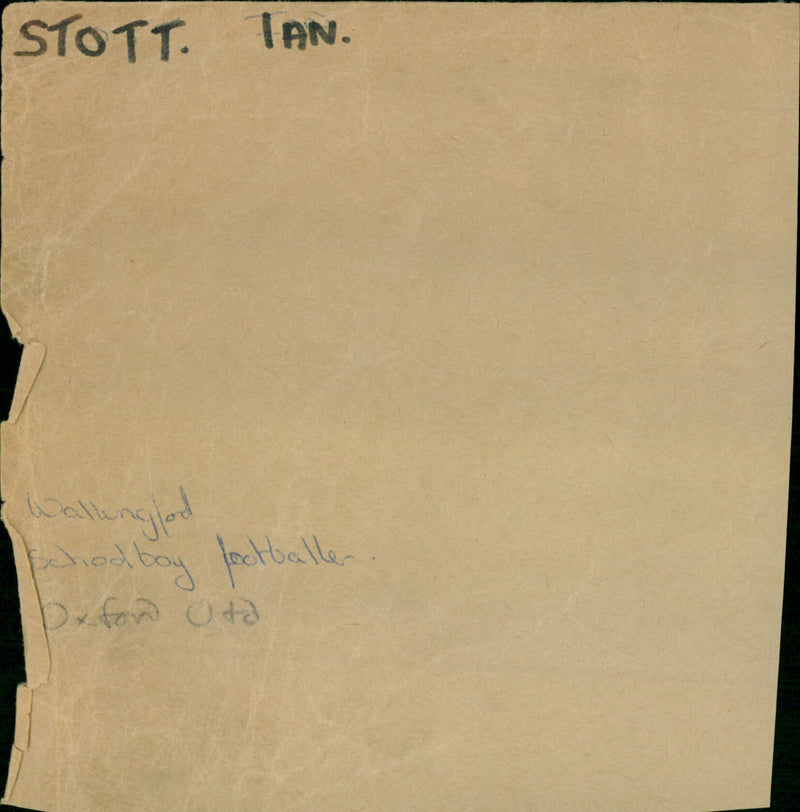 STOTT. IAN.
Wallingford
Schoolboy footballer
Oxford Utd